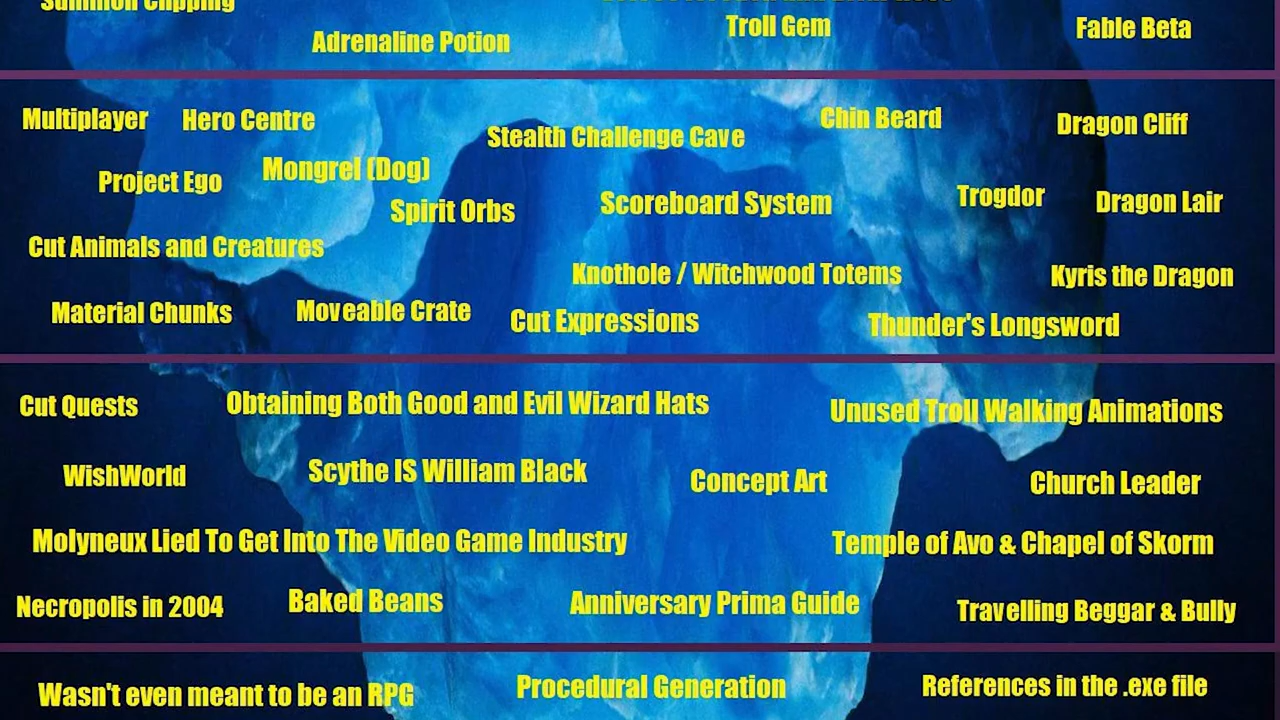 Summon Clipping
Troll Gem
Fable Beta
Adrenaline Potion
Multiplayer
Hero Centre
Chin Beard
Dragon Cliff
Stealth Challenge Cave
Mongrel (Dog)
Project Ego
Trogdor
Dragon Lair
Spirit Orbs
Scoreboard System
Cut Animals and Creatures
Knothole / Witchwood Totems
Kyris the Dragon
Material Chunks
Moveable Crate
Cut Expressions
Thunder's Longsword
Cut Quests
Obtaining Both Good and Evil Wizard Hats
Unused Troll Walking Animations
WishWorld
Scythe IS William Black
Concept Art
Church Leader
Molyneux Lied To Get Into The Video Game Industry
Temple of Avo & Chapel of Skorm
Necropolis in 2004
Baked Beans
Anniversary Prima Guide
Travelling Beggar & Bully
Wasn't even meant to be an RPG
Procedural Generation
References in the .exe file